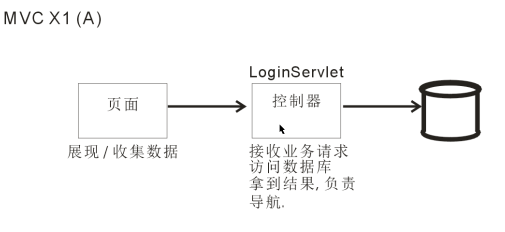 MVC X1 (A)
LoginServlet
页面
控制器
展现/收集数据
接收业务请求
访问数据库
拿到结果, 负责
导航.